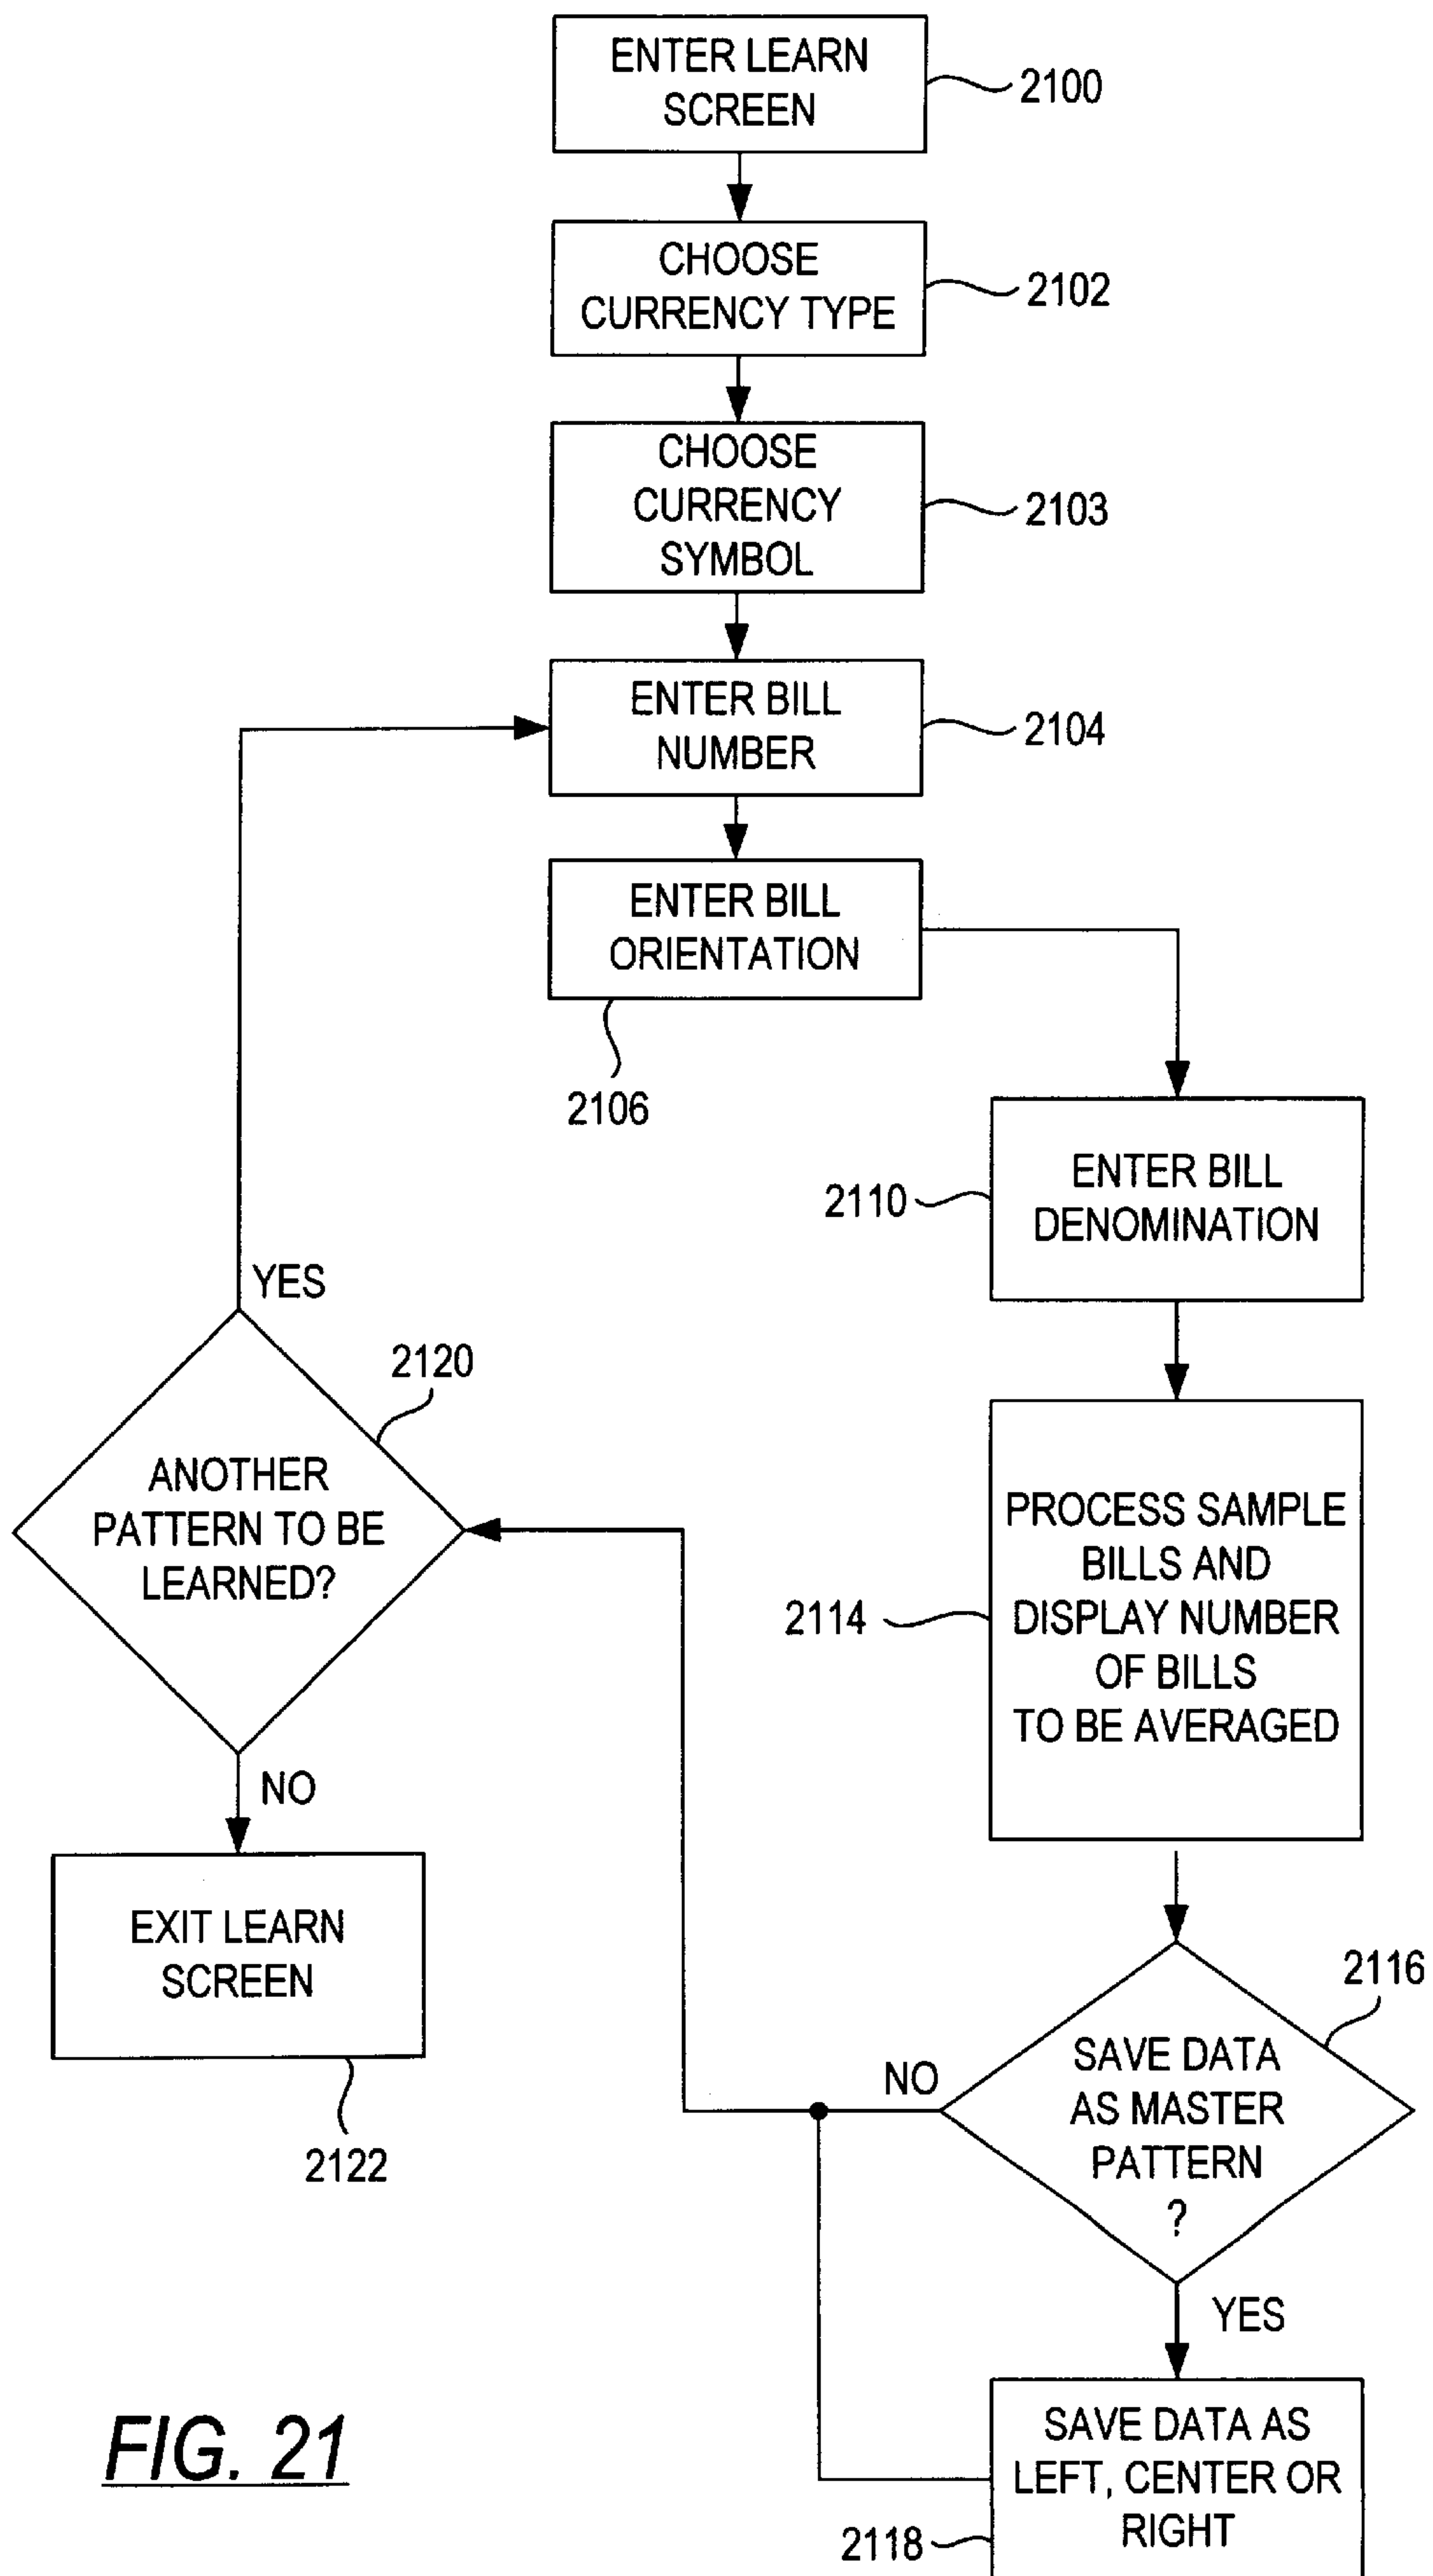 ENTER LEARN
SCREEN
2100
CHOOSE
CURRENCY TYPE
2102
CHOOSE
CURRENCY
SYMBOL
2103
ENTER BILL
NUMBER
2104
ENTER BILL
ORIENTATION
2106
ENTER BILL
DENOMINATION
2110
PROCESS SAMPLE
BILLS AND
DISPLAY NUMBER
OF BILLS
TO BE AVERAGED
2114
SAVE DATA
AS MASTER
PATTERN
?
2116
NO
YES
SAVE DATA AS
LEFT, CENTER OR
RIGHT
2118
ANOTHER
PATTERN TO BE
LEARNED?
2120
YES
NO
EXIT LEARN
SCREEN
2122
FIG. 21